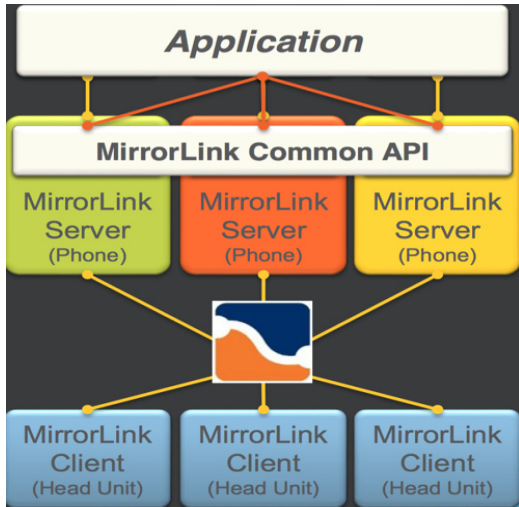 Application
MirrorLink Common API
MirrorLink
Server
(Phone)
MirrorLink
Server
(Phone)
MirrorLink
Server
(Phone)
MirrorLink
Client
(Head Unit)
MirrorLink
Client
(Head Unit)
MirrorLink
Client
(Head Unit)